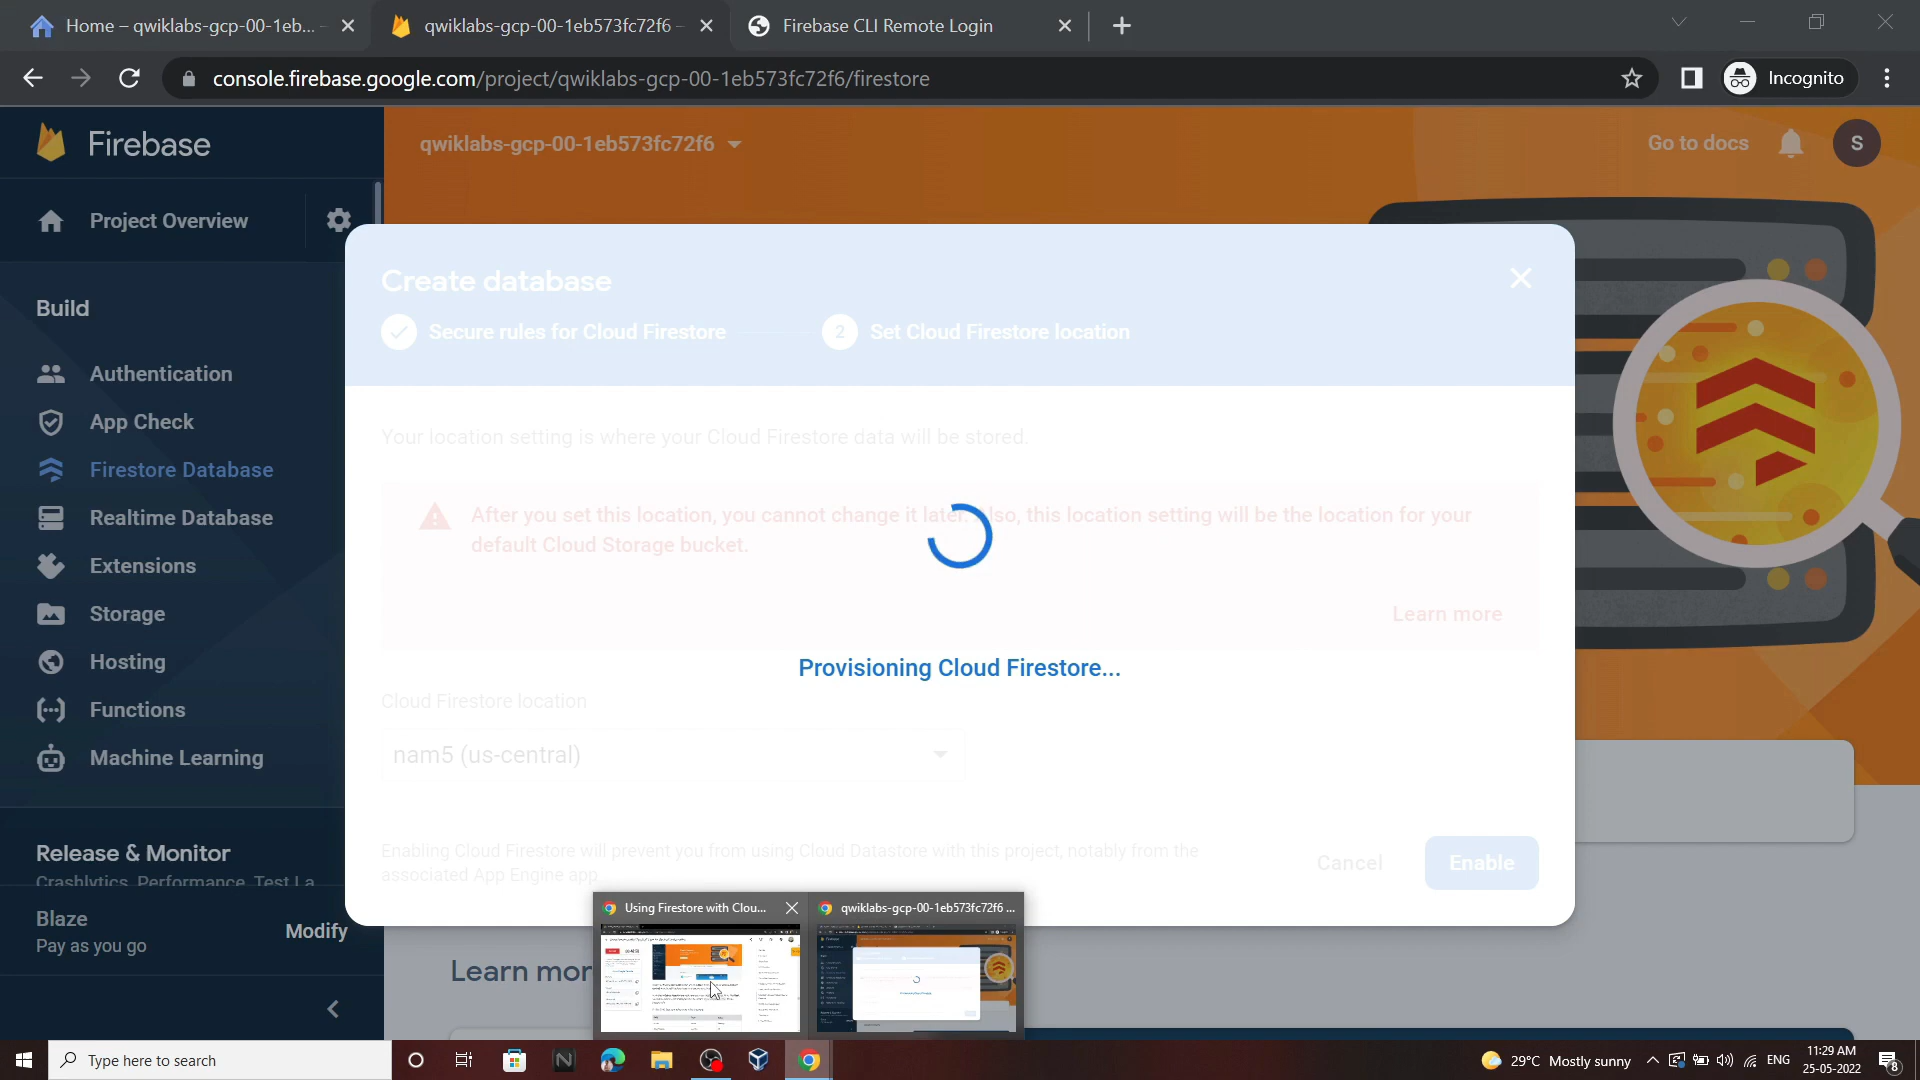 Home – qwiklabs-gcp-00-1eb...
qwiklabs-gcp-00-1eb573fc72f6 –
Firebase CLI Remote Login
console.firebase.google.com/project/qwiklabs-gcp-00-1eb573fc72f6/firestore
Incognito
Firebase
qwiklabs-gcp-00-1eb573fc72f6
Go to docs
S
Project Overview
Build
Authentication
App Check
Firestore Database
Realtime Database
Extensions
Storage
Hosting
Functions
Machine Learning
Release & Monitor
Crashlytics, Performance, Test La
Blaze
Pay as you go
Modify
Create database
Secure rules for Cloud Firestore
2 Set Cloud Firestore location
Your location setting is where your Cloud Firestore data will be stored.
After you set this location, you cannot change it later. Also, this location setting will be the location for your
default Cloud Storage bucket.
Learn more
Provisioning Cloud Firestore...
Cloud Firestore location
nam5 (us-central)
Enabling Cloud Firestore will prevent you from using Cloud Datastore with this project, notably from the
associated App Engine app
Cancel
Enable
Learn mor
Using Firestore with Clou...
qwiklabs-gcp-00-1eb573fc72f6 ...
Type here to search
29°C Mostly sunny
ENG
11:29 AM
25-05-2022
8